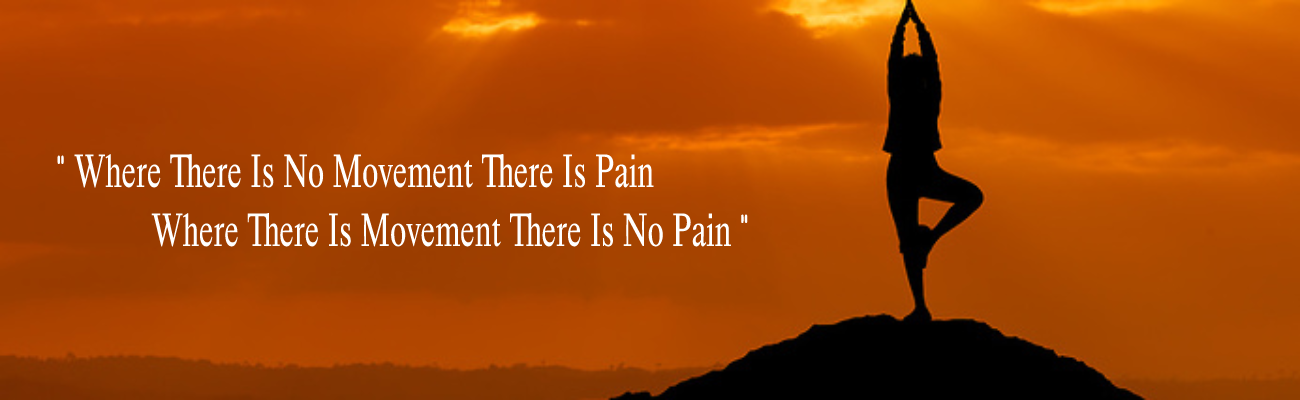 " Where There Is No Movement There Is Pain
Where There Is Movement There Is No Pain "